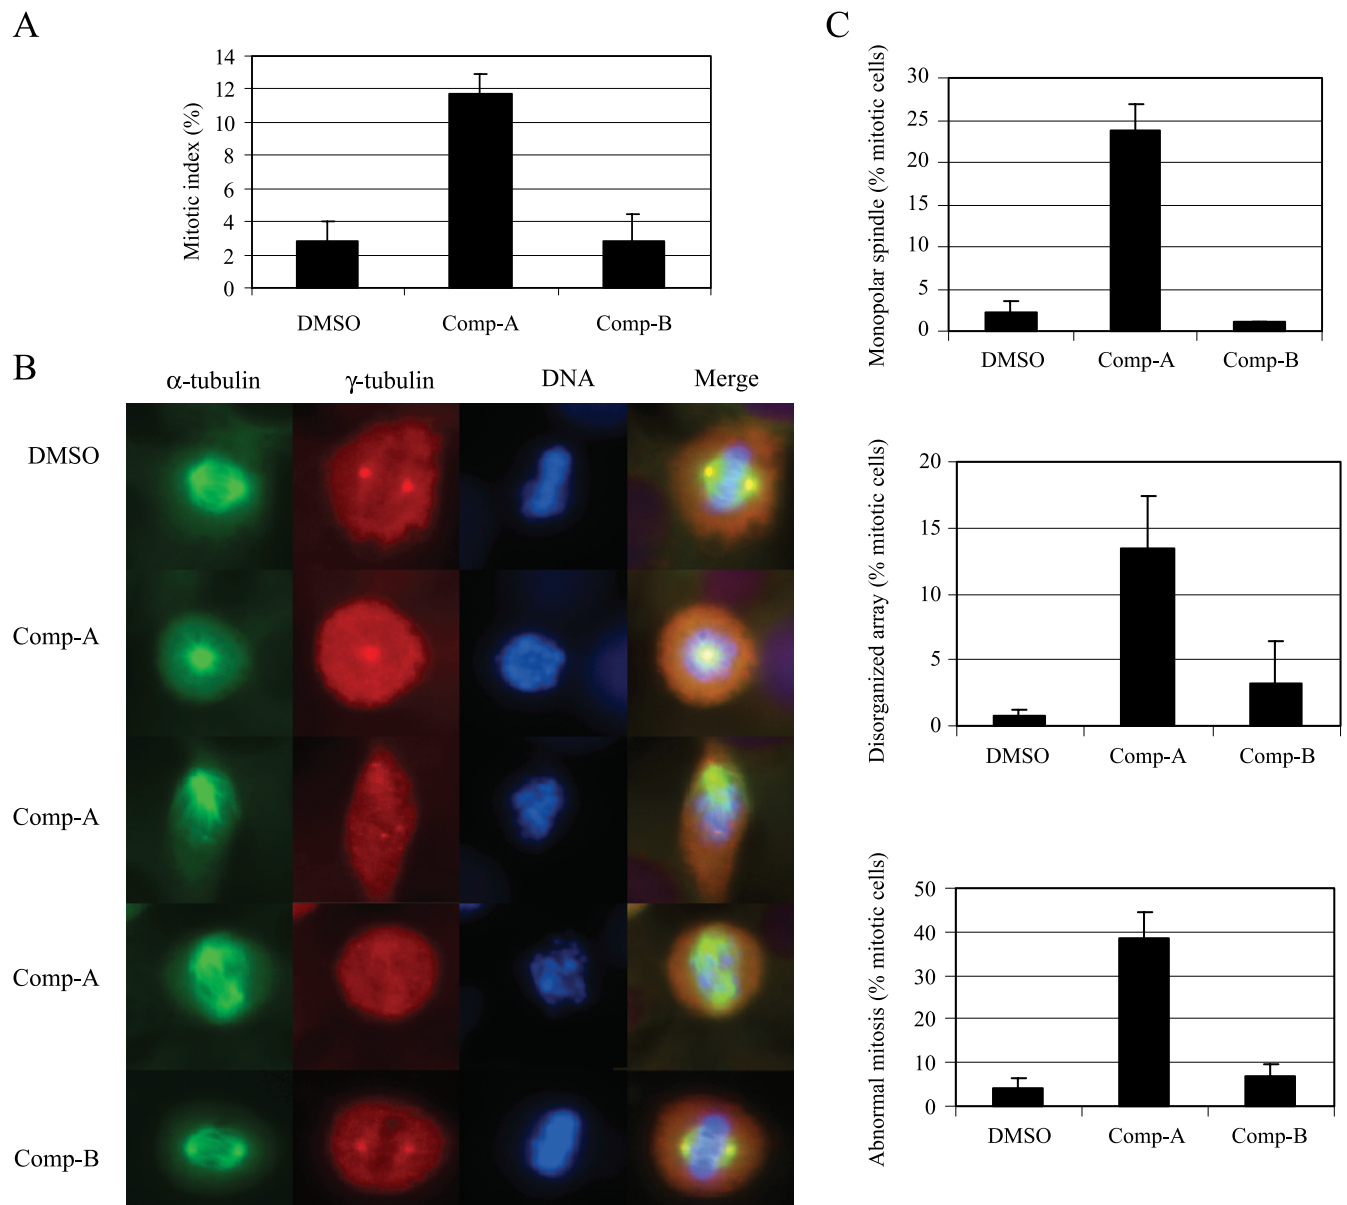 A
Mitotic index (%)
14
12
10
8
6
4
2
0
DMSO Comp-A Comp-B
B
α-tubulin γ-tubulin DNA Merge
DMSO
Comp-A
Comp-A
Comp-A
Comp-B
C
Monopolar spindle (% mitotic cells)
30
25
20
15
10
5
0
DMSO Comp-A Comp-B
Disorganized array (% mitotic cells)
20
15
10
5
0
DMSO Comp-A Comp-B
Abnormal mitosis (% mitotic cells)
50
40
30
20
10
0
DMSO Comp-A Comp-B